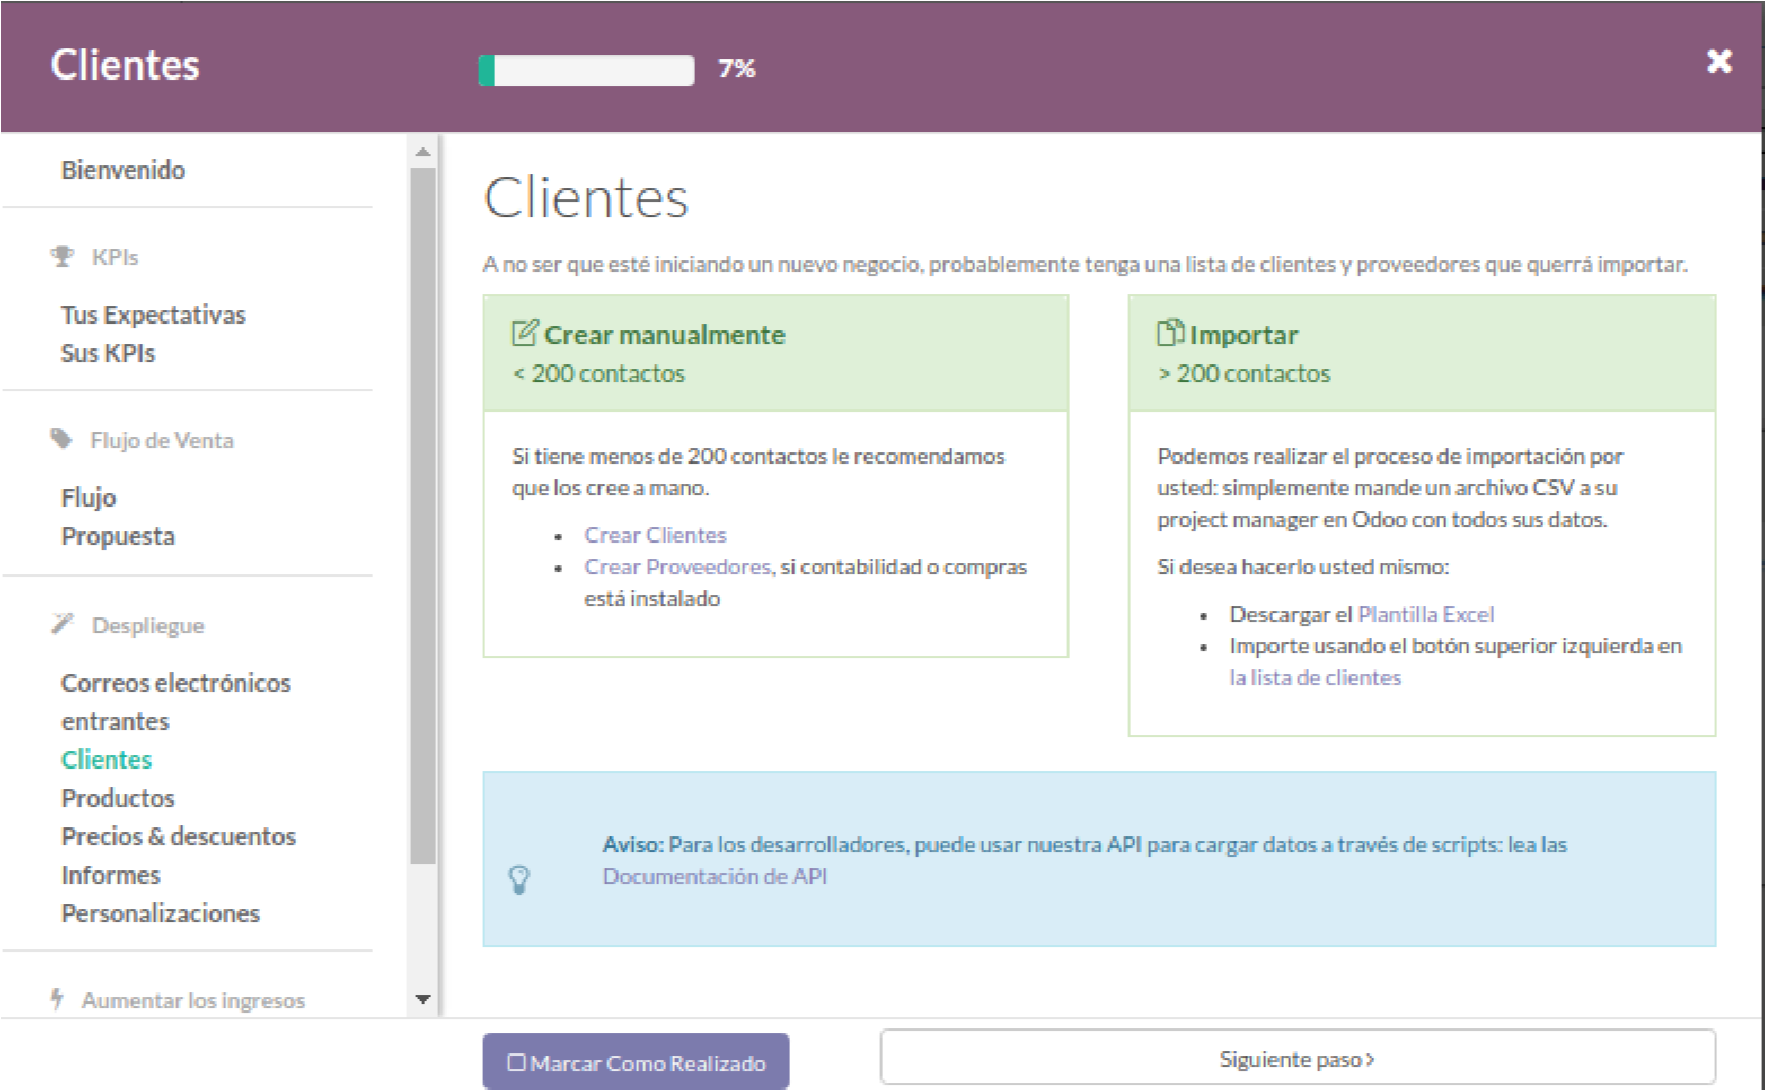 Clientes
7%
Bienvenido
KPIs
Tus Expectativas
Sus KPIs
Flujo de Venta
Flujo
Propuesta
Despliegue
Correos electrónicos
entrantes
Clientes
Productos
Precios & descuentos
Informes
Personalizaciones
Aumentar los ingresos
Clientes
A no ser que esté iniciando un nuevo negocio, probablemente tenga una lista de clientes y proveedores que querrá importar.
Crear manualmente
< 200 contactos
Si tiene menos de 200 contactos le recomendamos
que los cree a mano.
• Crear Clientes
• Crear Proveedores, si contabilidad o compras
está instalado
Importar
> 200 contactos
Podemos realizar el proceso de importación por
usted: simplemente mande un archivo CSV a su
project manager en Odoo con todos sus datos.
Si desea hacerlo usted mismo:
• Descargar el Plantilla Excel
• Importe usando el botón superior izquierda en
la lista de clientes
Aviso: Para los desarrolladores, puede usar nuestra API para cargar datos a través de scripts: lea las
Documentación de API
Marcar Como Realizado
Siguiente paso >